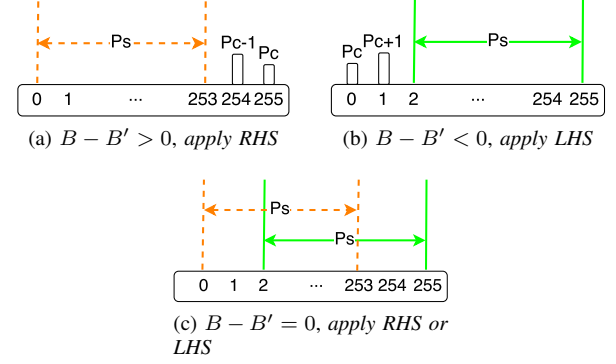 Ps Pc-1 Pc
0 1 ... 253 254 255
(a) B − B′ > 0, apply RHS
Pc Pc+1 Ps
0 1 2 ... 254 255
(b) B − B′ < 0, apply LHS
Ps
Ps
0 1 2 ... 253 254 255
(c) B − B′ = 0, apply RHS or
LHS